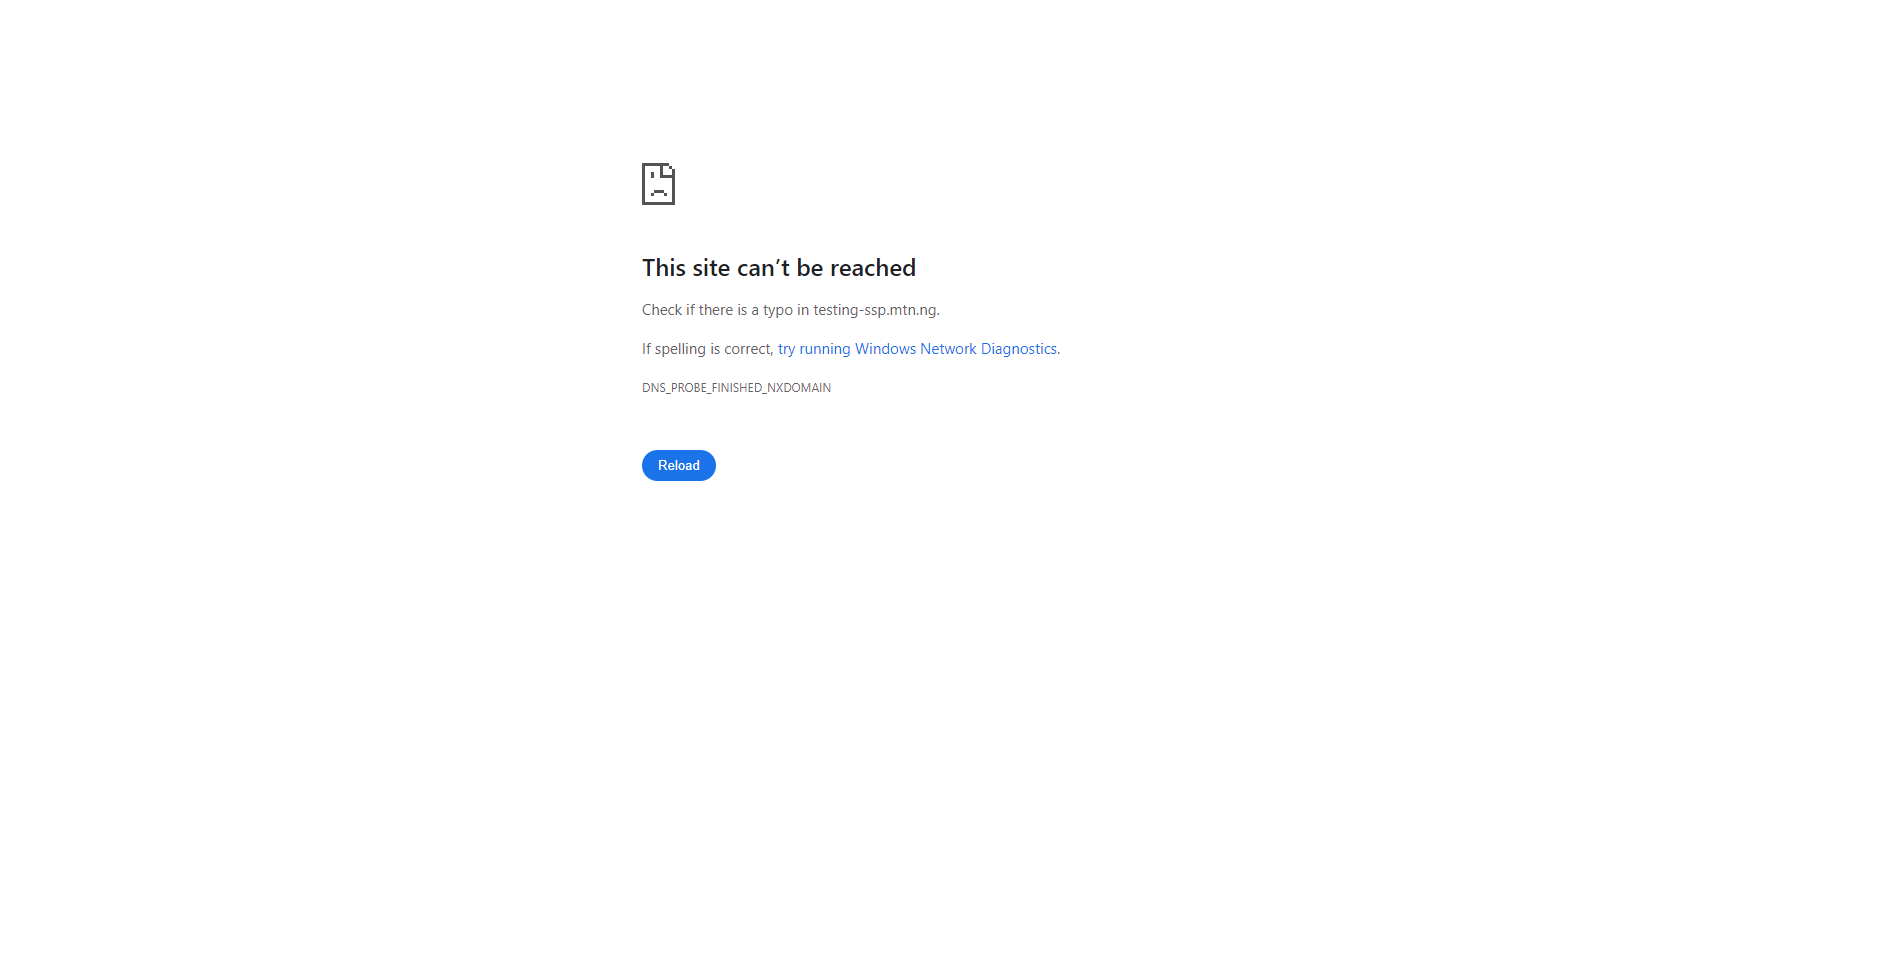 This site can’t be reached
Check if there is a typo in testing-ssp.mtn.ng.
If spelling is correct, try running Windows Network Diagnostics.
DNS_PROBE_FINISHED_NXDOMAIN
Reload